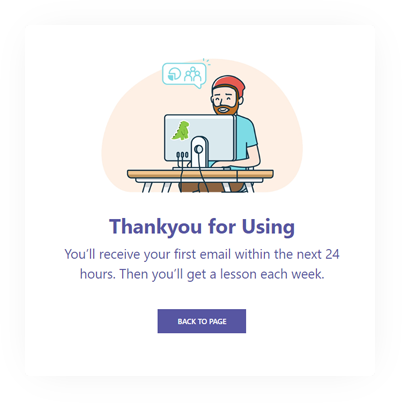 Thankyou for Using
You'll receive your first email within the next 24
hours. Then you'll get a lesson each week.
BACK TO PAGE